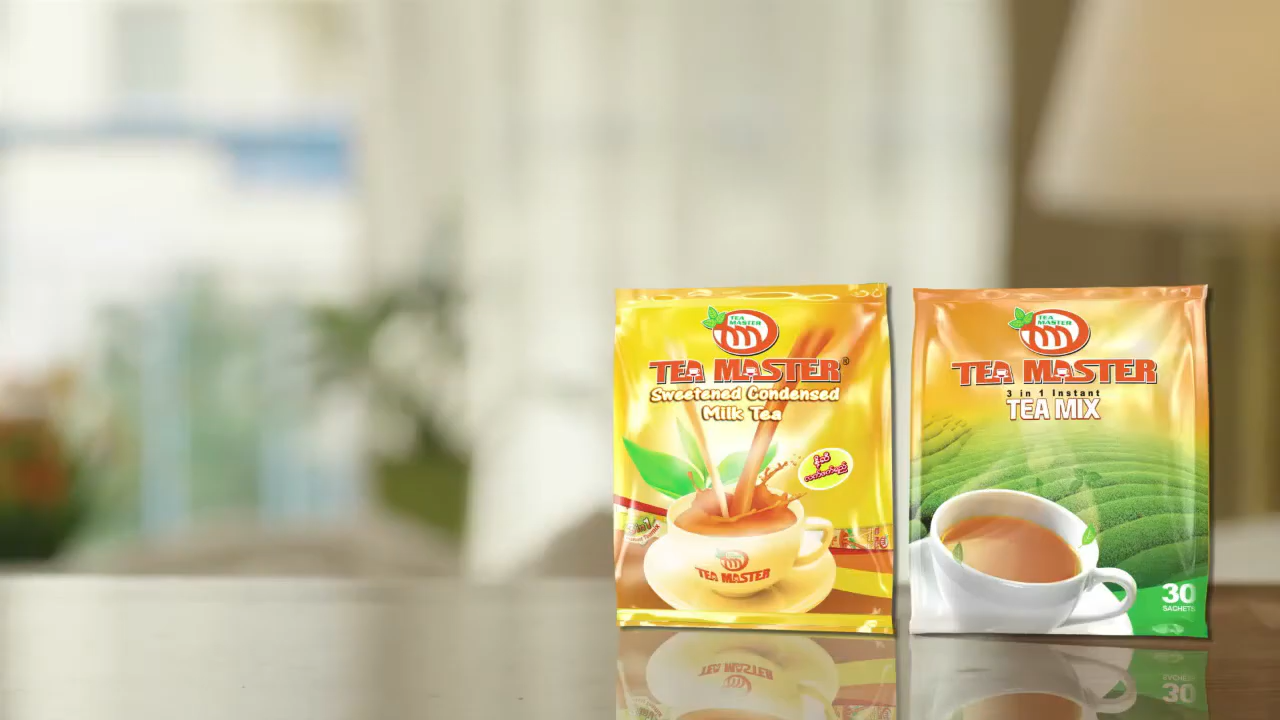 TEA
MASTER
TEA MASTER®
Sweetened Condensed
Milk Tea
TEA MASTER
TEA
MASTER
TEA MASTER
3 in 1 Instant
TEA MIX
30
SACHETS